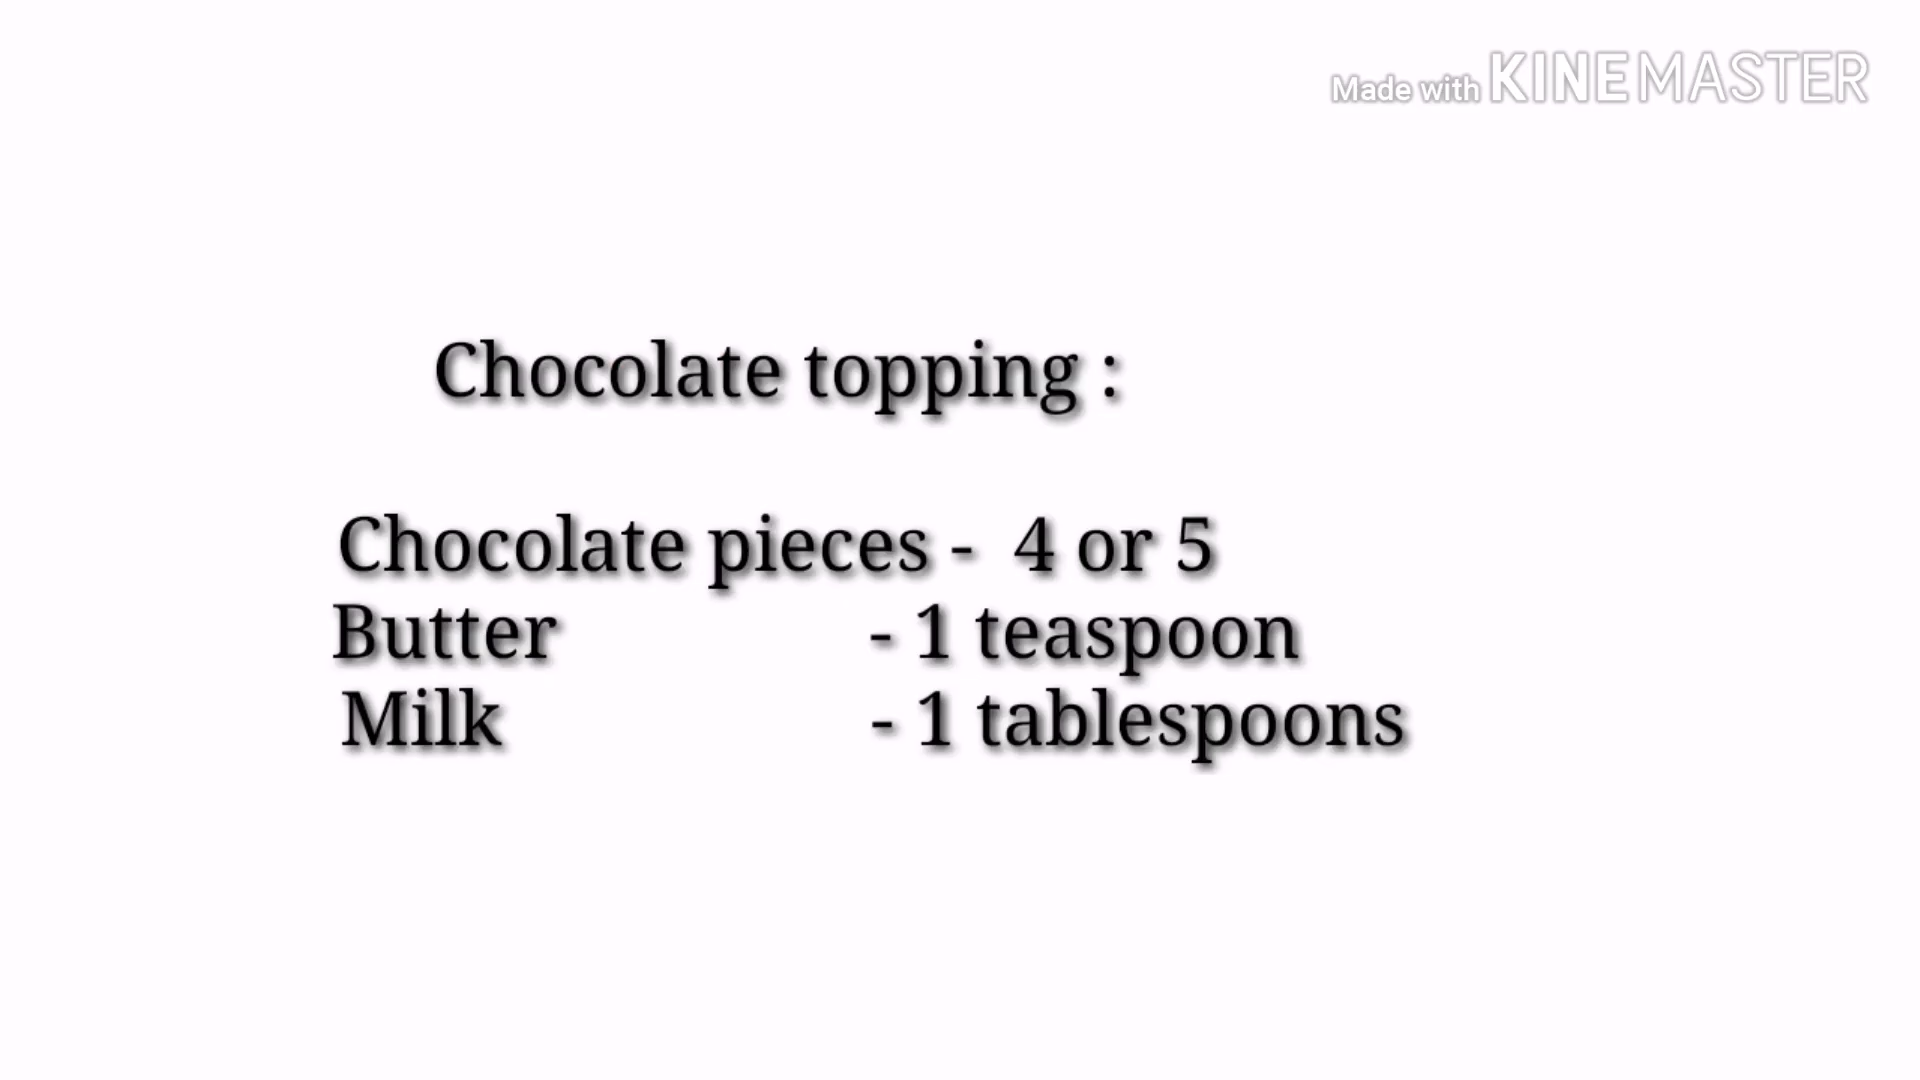 Made with KINEMASTER
Chocolate topping :
Chocolate pieces - 4 or 5
Butter - 1 teaspoon
Milk - 1 tablespoons